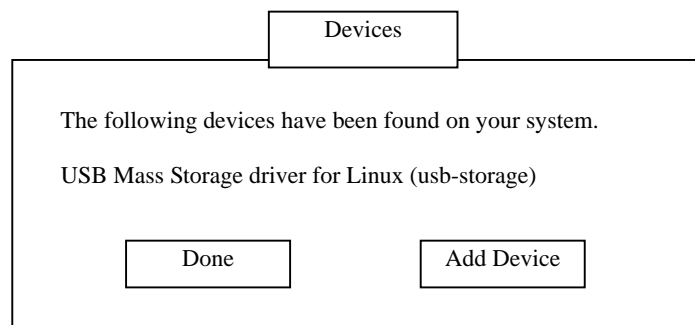 Devices
The following devices have been found on your system.
USB Mass Storage driver for Linux (usb-storage)
Done
Add Device